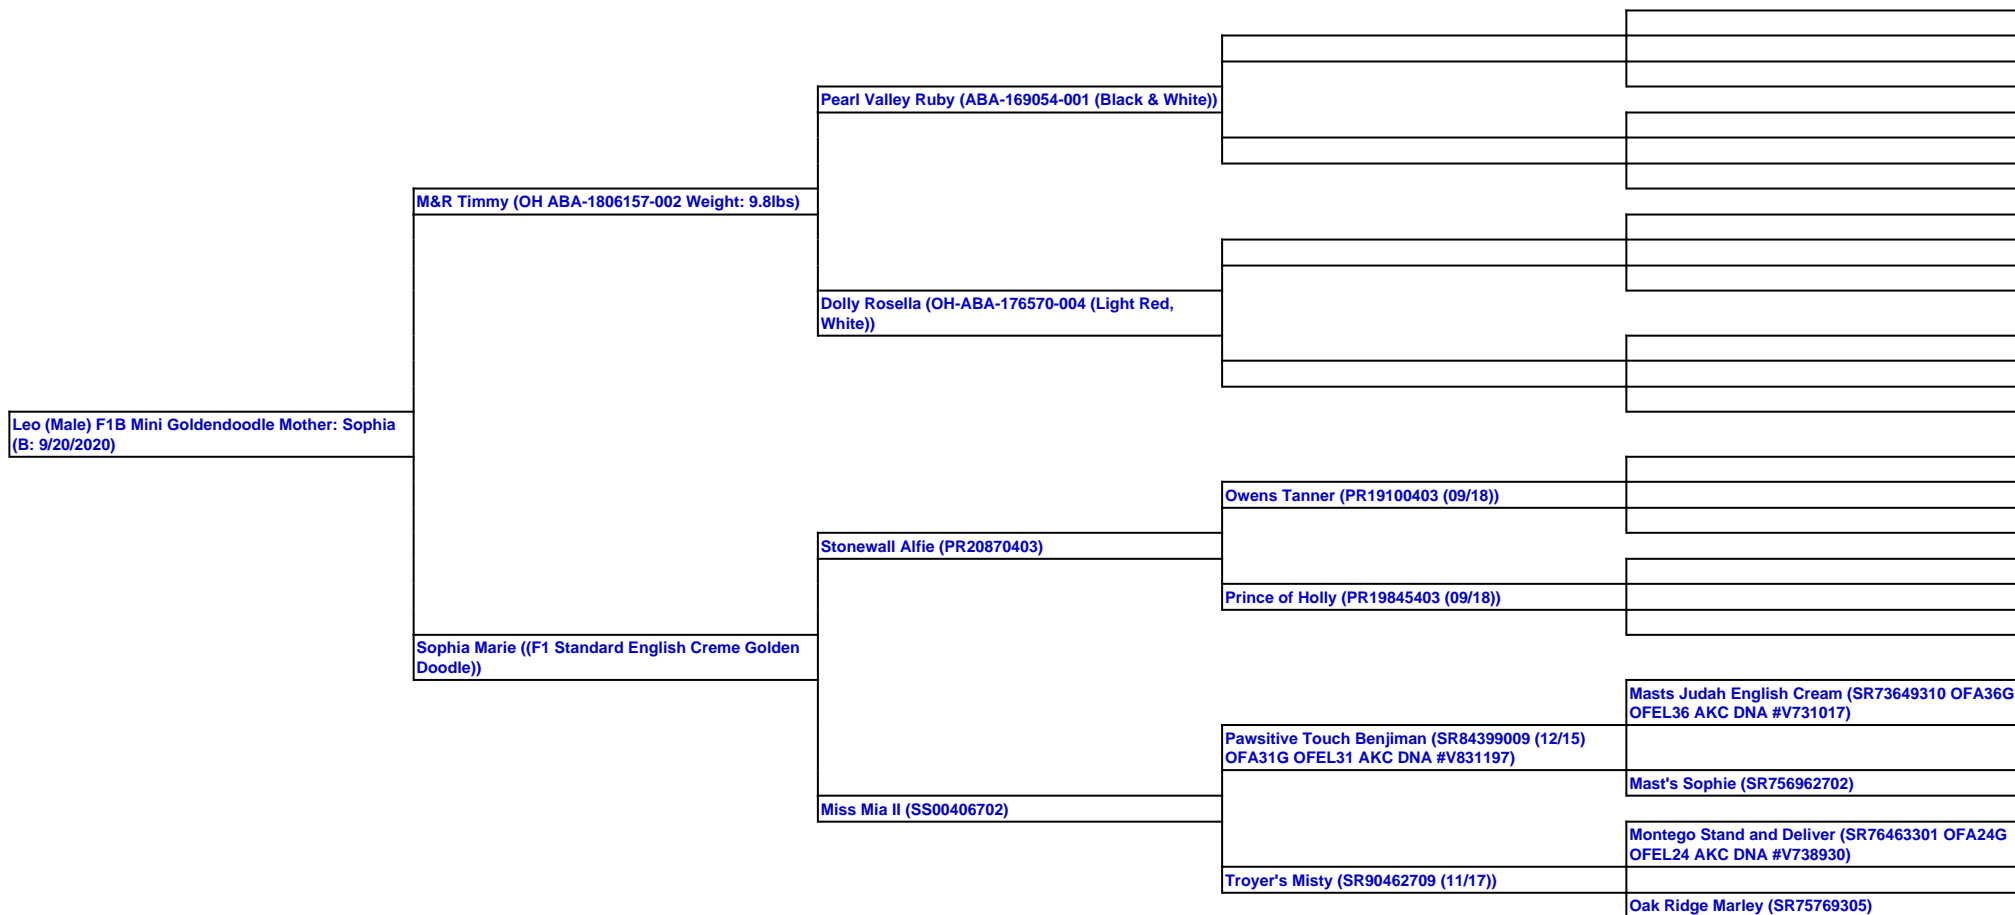 Pearl Valley Ruby (ABA-169054-001 (Black & White))
M&R Timmy (OH ABA-1806157-002 Weight: 9.8lbs)
Dolly Rosella (OH-ABA-176570-004 (Light Red,
White))
Leo (Male) F1B Mini Goldendoodle Mother: Sophia
(B: 9/20/2020)
Owens Tanner (PR19100403 (09/18))
Stonewall Alfie (PR20870403)
Prince of Holly (PR19845403 (09/18))
Sophia Marie ((F1 Standard English Creme Golden
Doodle))
Masts Judah English Cream (SR73649310 OFA36G
OFEL36 AKC DNA #V731017)
Pawsitive Touch Benjiman (SR84399009 (12/15)
OFA31G OFEL31 AKC DNA #V831197)
Mast's Sophie (SR756962702)
Miss Mia II (SS00406702)
Montego Stand and Deliver (SR76463301 OFA24G
OFEL24 AKC DNA #V738930)
Troyer's Misty (SR90462709 (11/17))
Oak Ridge Marley (SR75769305)